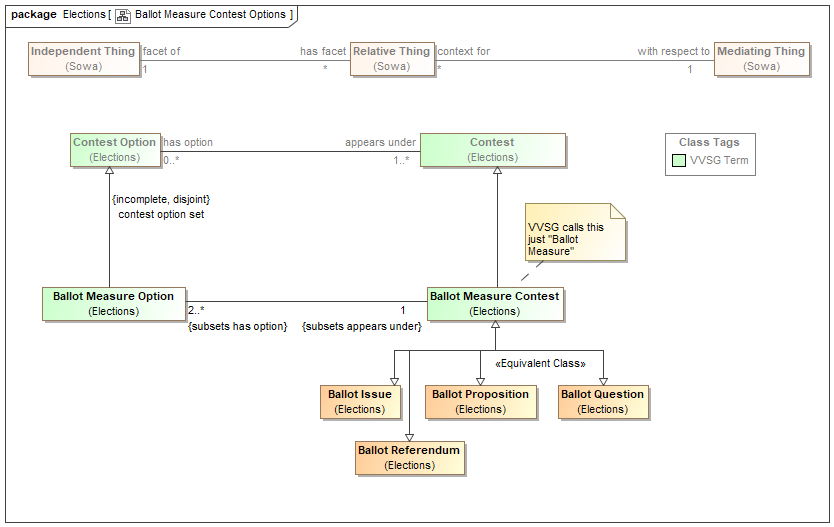 package Elections [ Ballot Measure Contest Options ]
Independent Thing
(Sowa)
facet of
1
has facet
*
Relative Thing
(Sowa)
context for
*
with respect to
1
Mediating Thing
(Sowa)
Contest Option
(Elections)
has option
0..*
appears under
1..*
Contest
(Elections)
Class Tags
VVSG Term
{incomplete, disjoint}
contest option set
VVSG calls this
just "Ballot
Measure"
Ballot Measure Option
(Elections)
2..*
{subsets has option}
1
{subsets appears under}
Ballot Measure Contest
(Elections)
«Equivalent Class»
Ballot Issue
(Elections)
Ballot Proposition
(Elections)
Ballot Question
(Elections)
Ballot Referendum
(Elections)